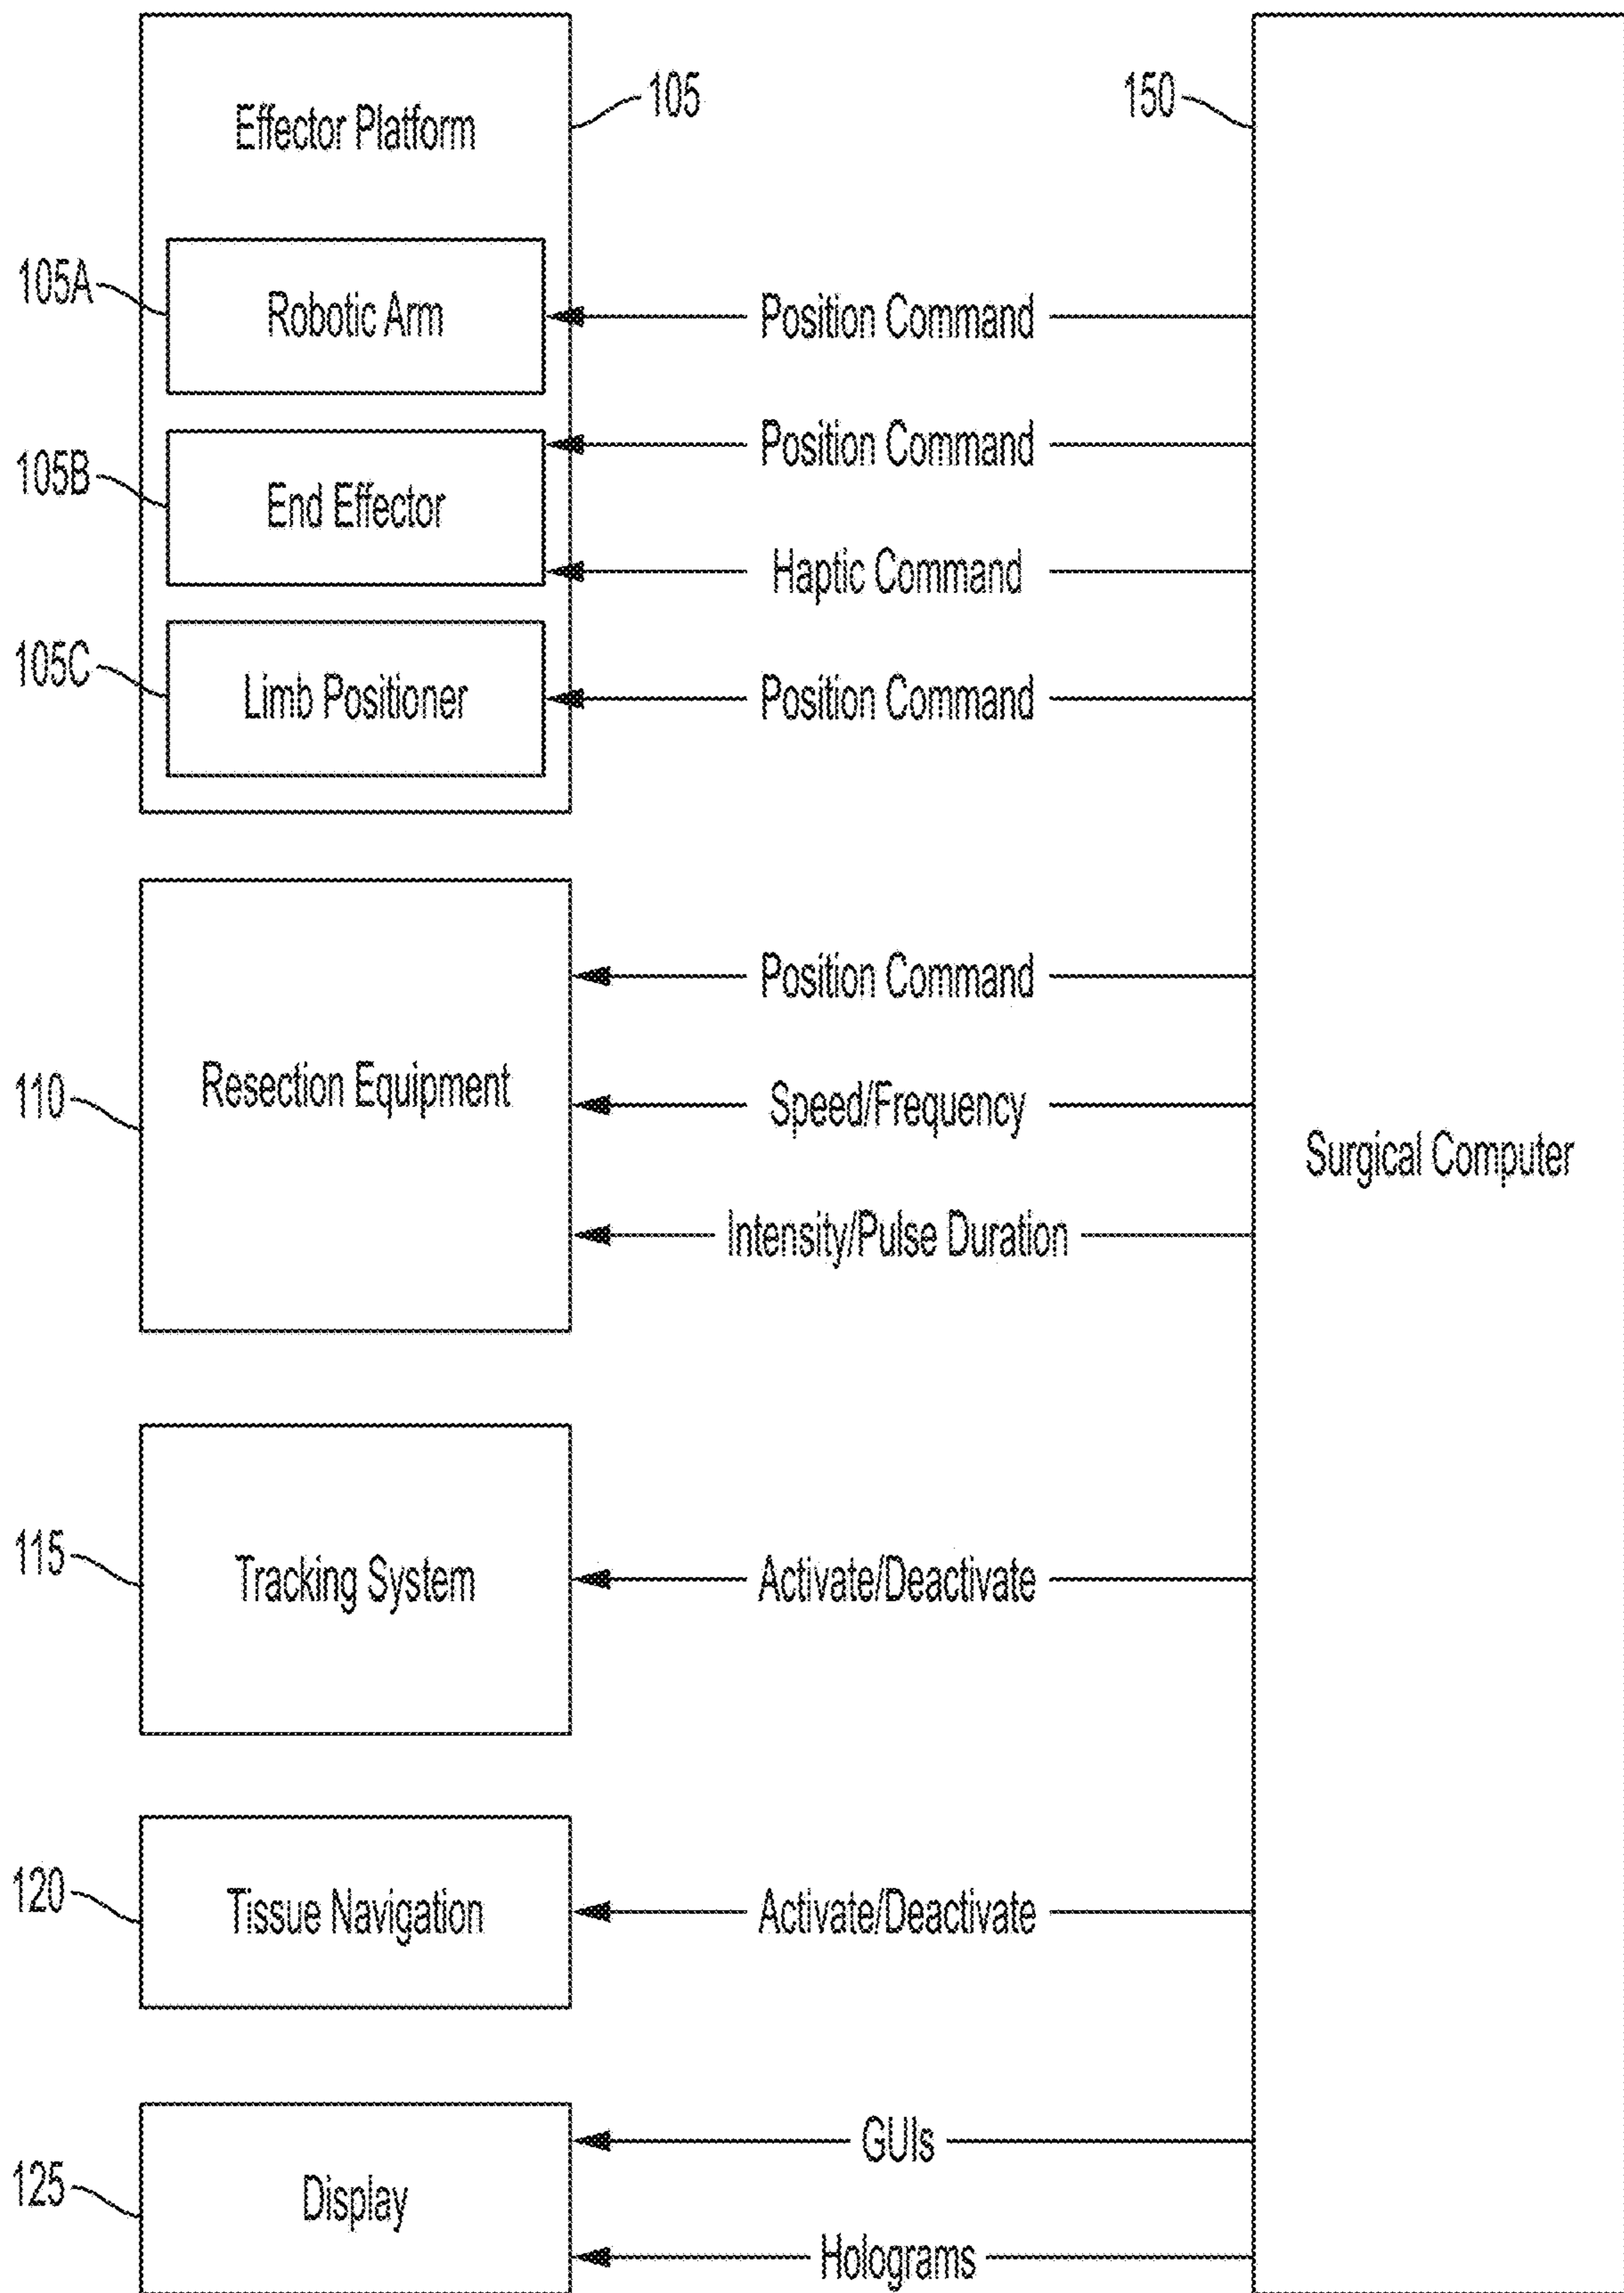 105
150
Effector Platform
105A
Robotic Arm
Position Command
Position Command
105B
End Effector
Haptic Command
105C
Limb Positioner
Position Command
Position Command
110
Resection Equipment
Speed/Frequency
Surgical Computer
Intensity/Pulse Duration
115
Tracking System
Activate/Deactivate
120
Tissue Navigation
Activate/Deactivate
GUIs
125
Display
Holograms